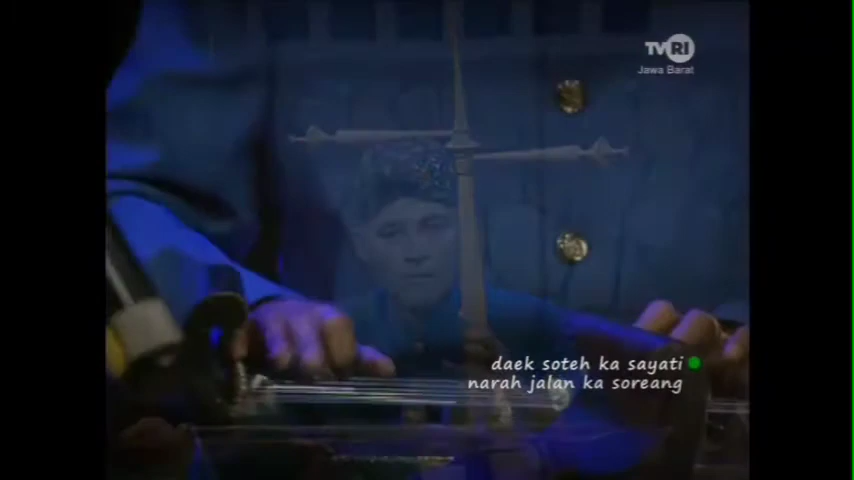 TVRI
Jawa Barat
daek soteh ka sayati
narah jalan ka soreang